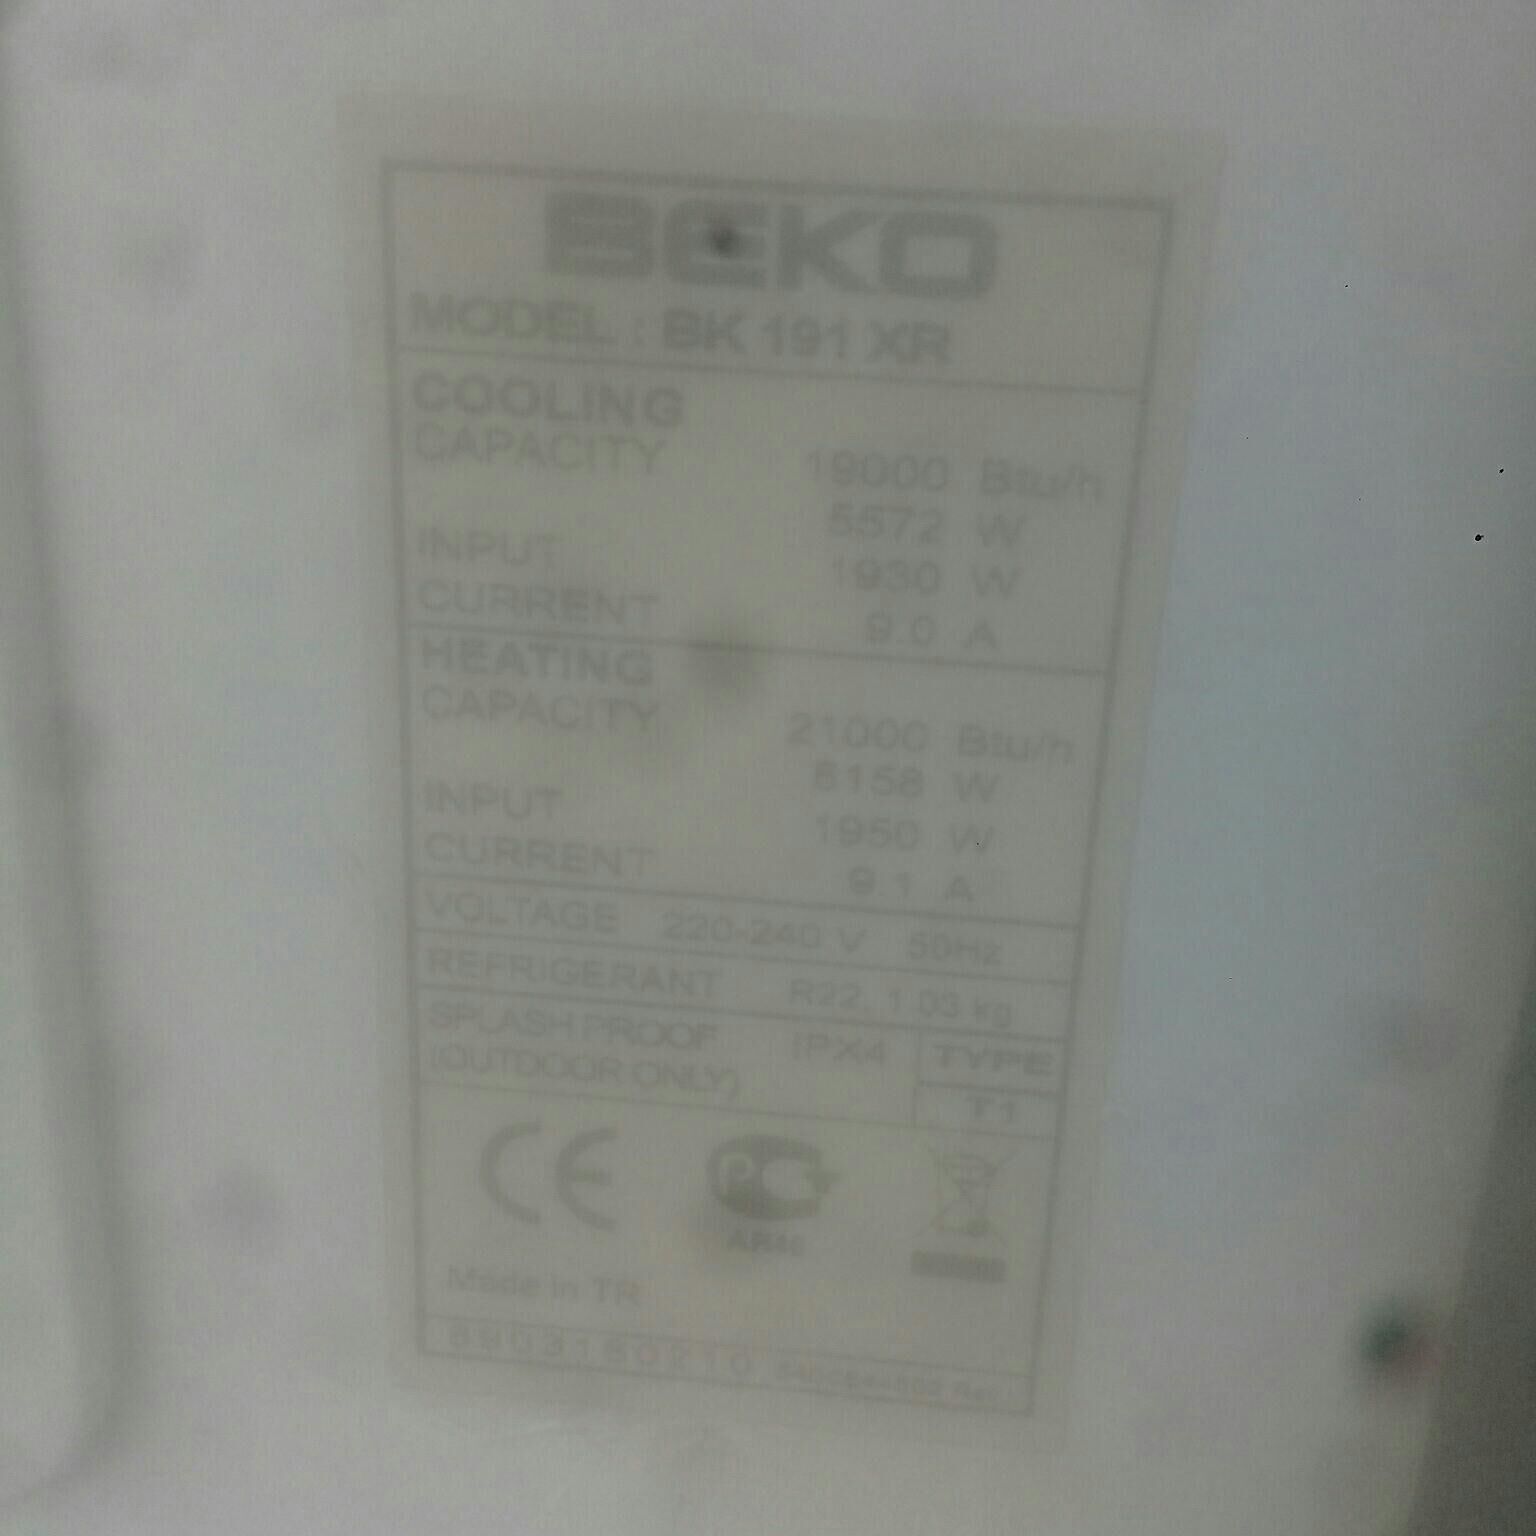 BEKO
MODEL : BK 191 XR
COOLING
CAPACITY 19000 Btu/h
5572 W
INPUT 1930 W
CURRENT 9.0 A
HEATING
CAPACITY 21000 Btu/h
6158 W
INPUT 1950 W
CURRENT 9.1 A
VOLTAGE 220-240 V 50Hz
REFRIGERANT R22, 1.03 kg
SPLASH PROOF IPX4 TYPE
(OUTDOOR ONLY) T1
CE
Made in TR